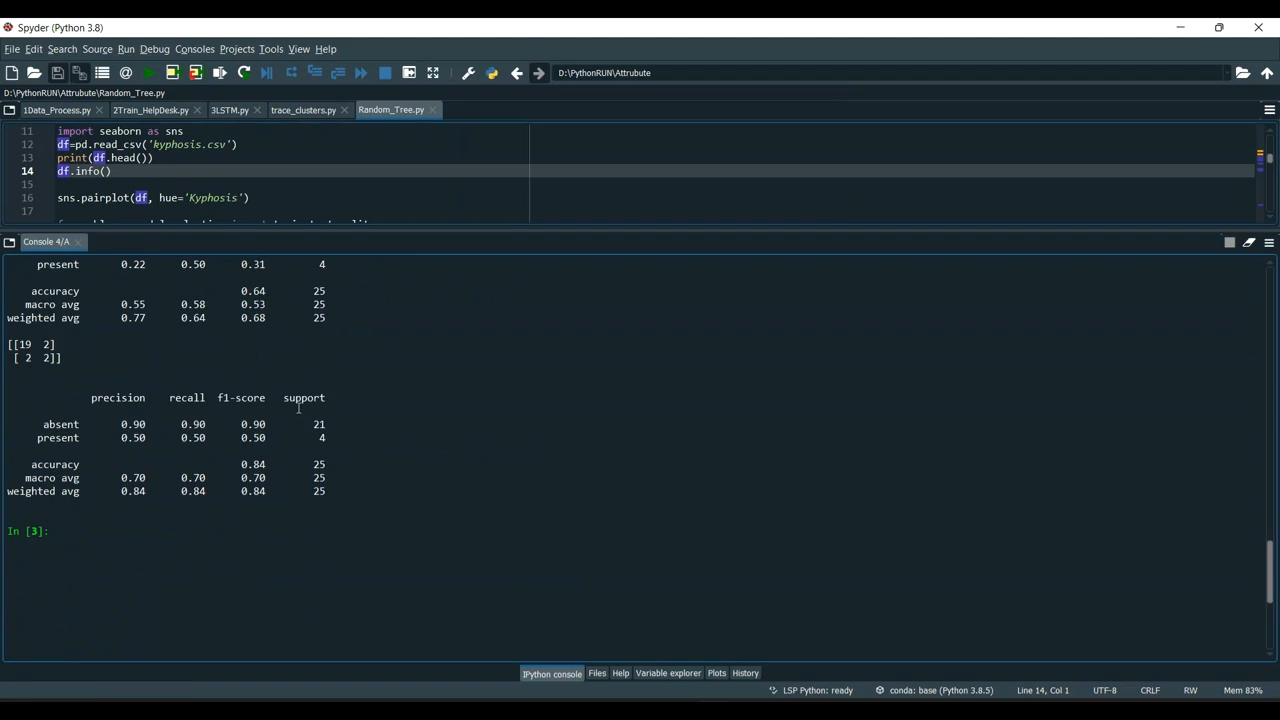 Spyder (Python 3.8)
File Edit Search Source Run Debug Consoles Projects Tools View Help
D:\PythonRUN\Attrubute
D:\PythonRUN\Attrubute\Random_Tree.py
1Data_Process.py 2Train_HelpDesk.py 3LSTM.py trace_clusters.py Random_Tree.py
11 import seaborn as sns
12 df=pd.read_csv('kyphosis.csv')
13 print(df.head())
14 df.info()
15
16 sns.pairplot(df, hue='Kyphosis')
17
Console 4/A
present 0.22 0.50 0.31 4
accuracy 0.64 25
macro avg 0.55 0.58 0.53 25
weighted avg 0.77 0.64 0.68 25
[[19 2]
[ 2 2]]
precision recall f1-score support
absent 0.90 0.90 0.90 21
present 0.50 0.50 0.50 4
accuracy 0.84 25
macro avg 0.70 0.70 0.70 25
weighted avg 0.84 0.84 0.84 25
In [3]:
IPython console Files Help Variable explorer Plots History
LSP Python: ready conda: base (Python 3.8.5) Line 14, Col 1 UTF-8 CRLF RW Mem 83%